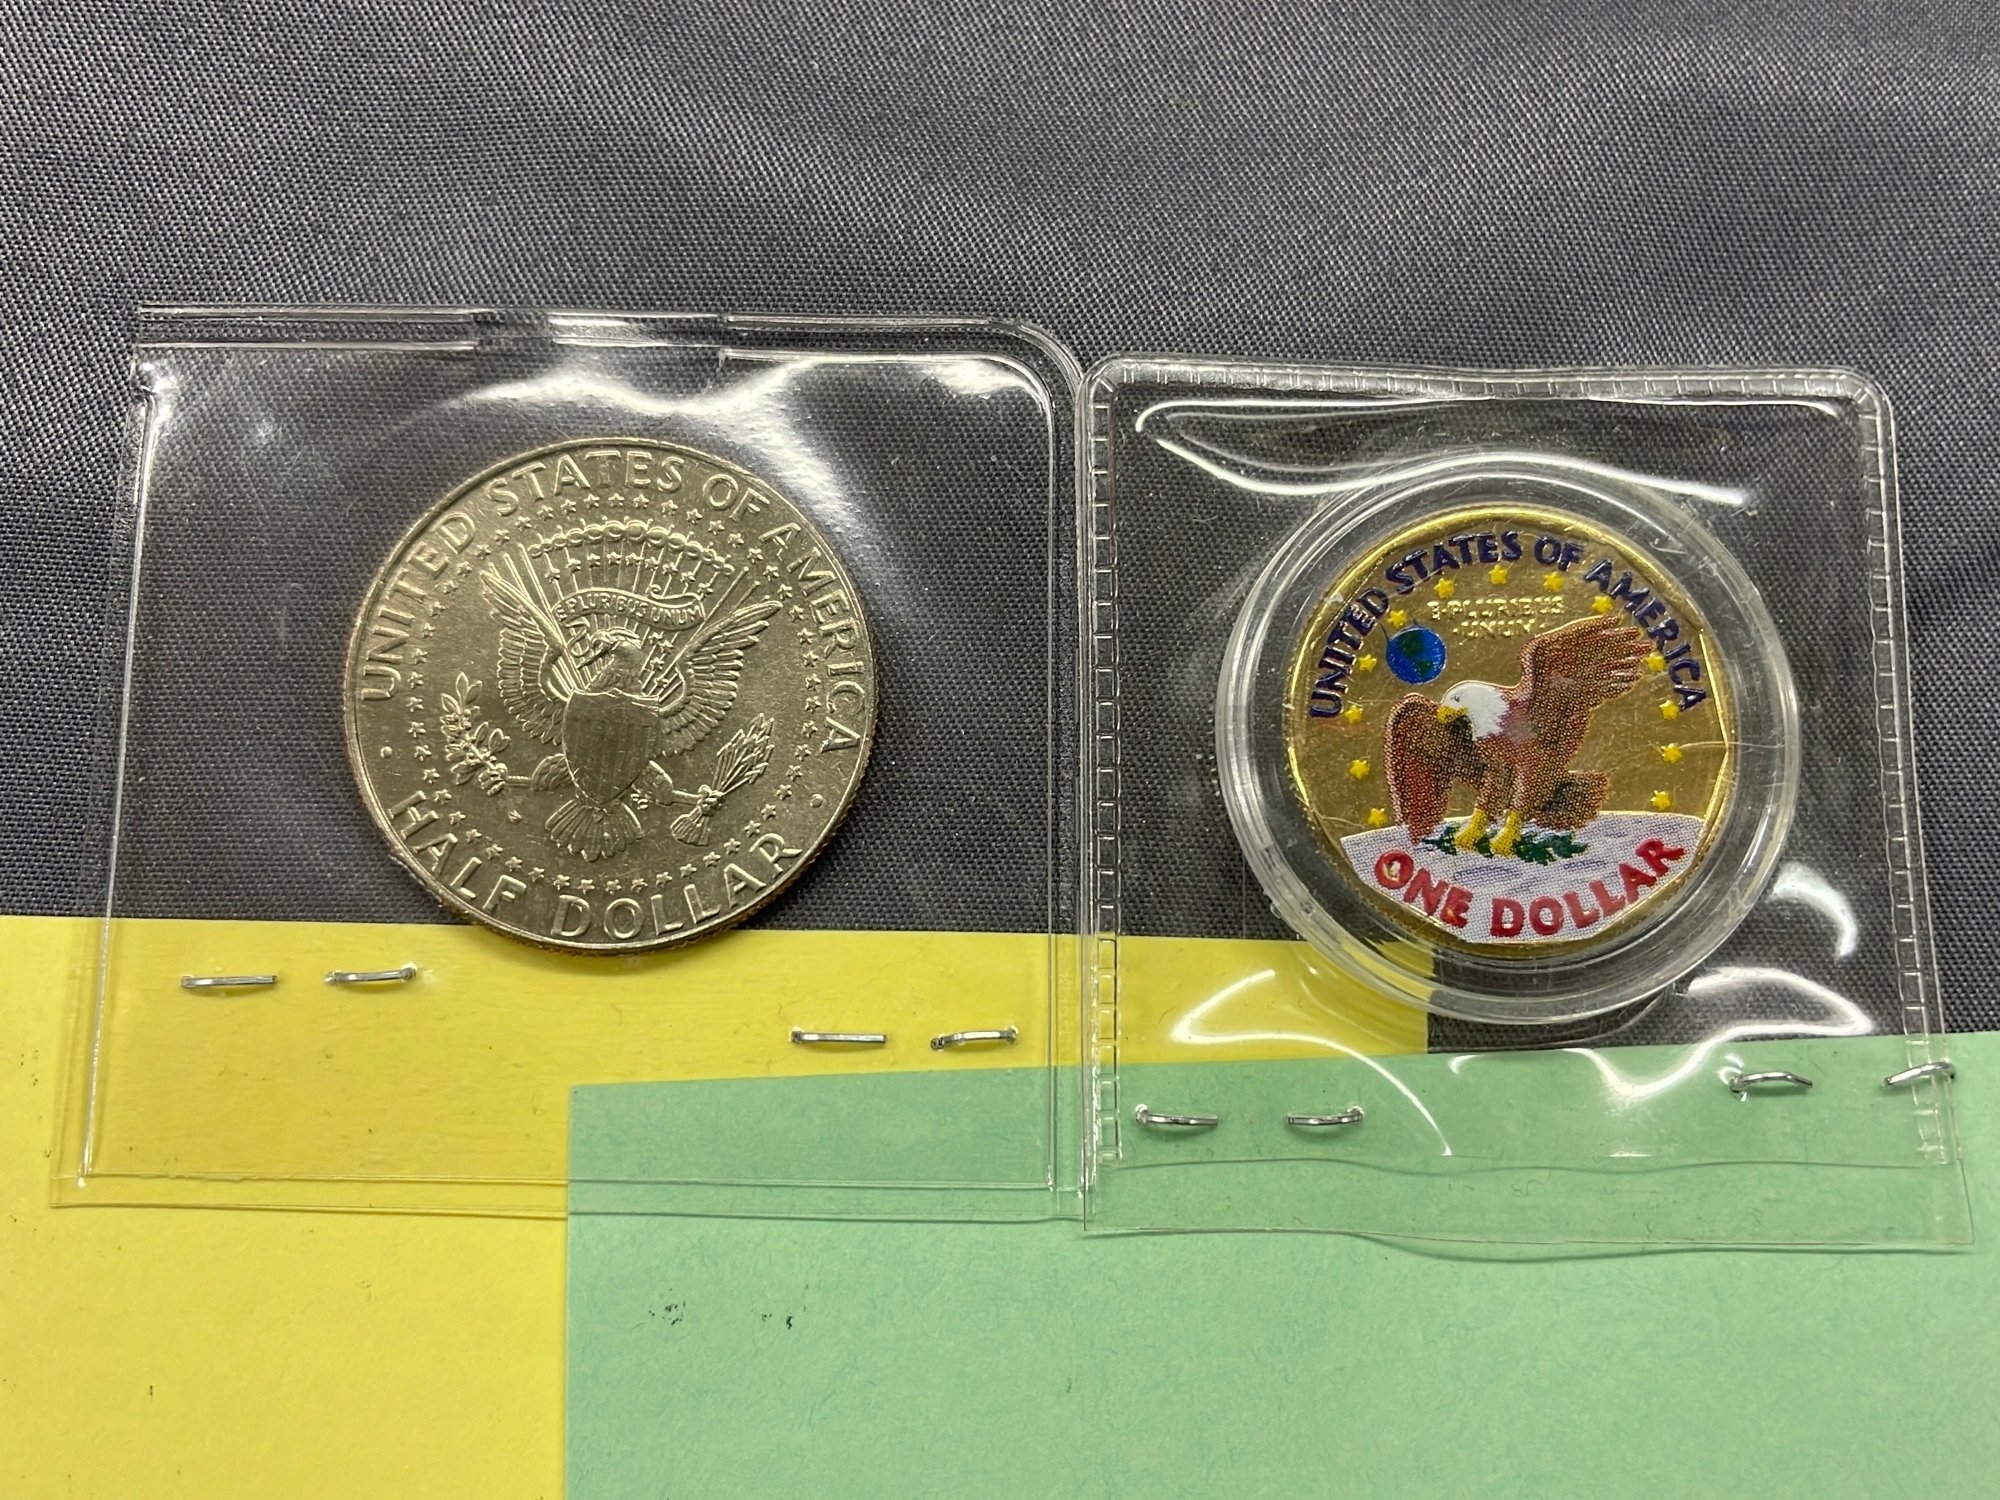 UNITED STATES OF AMERICA
E PLURIBUS UNUM
HALF DOLLAR
UNITED STATES OF AMERICA
E·PLURIBUS
·UNUM·
ONE DOLLAR